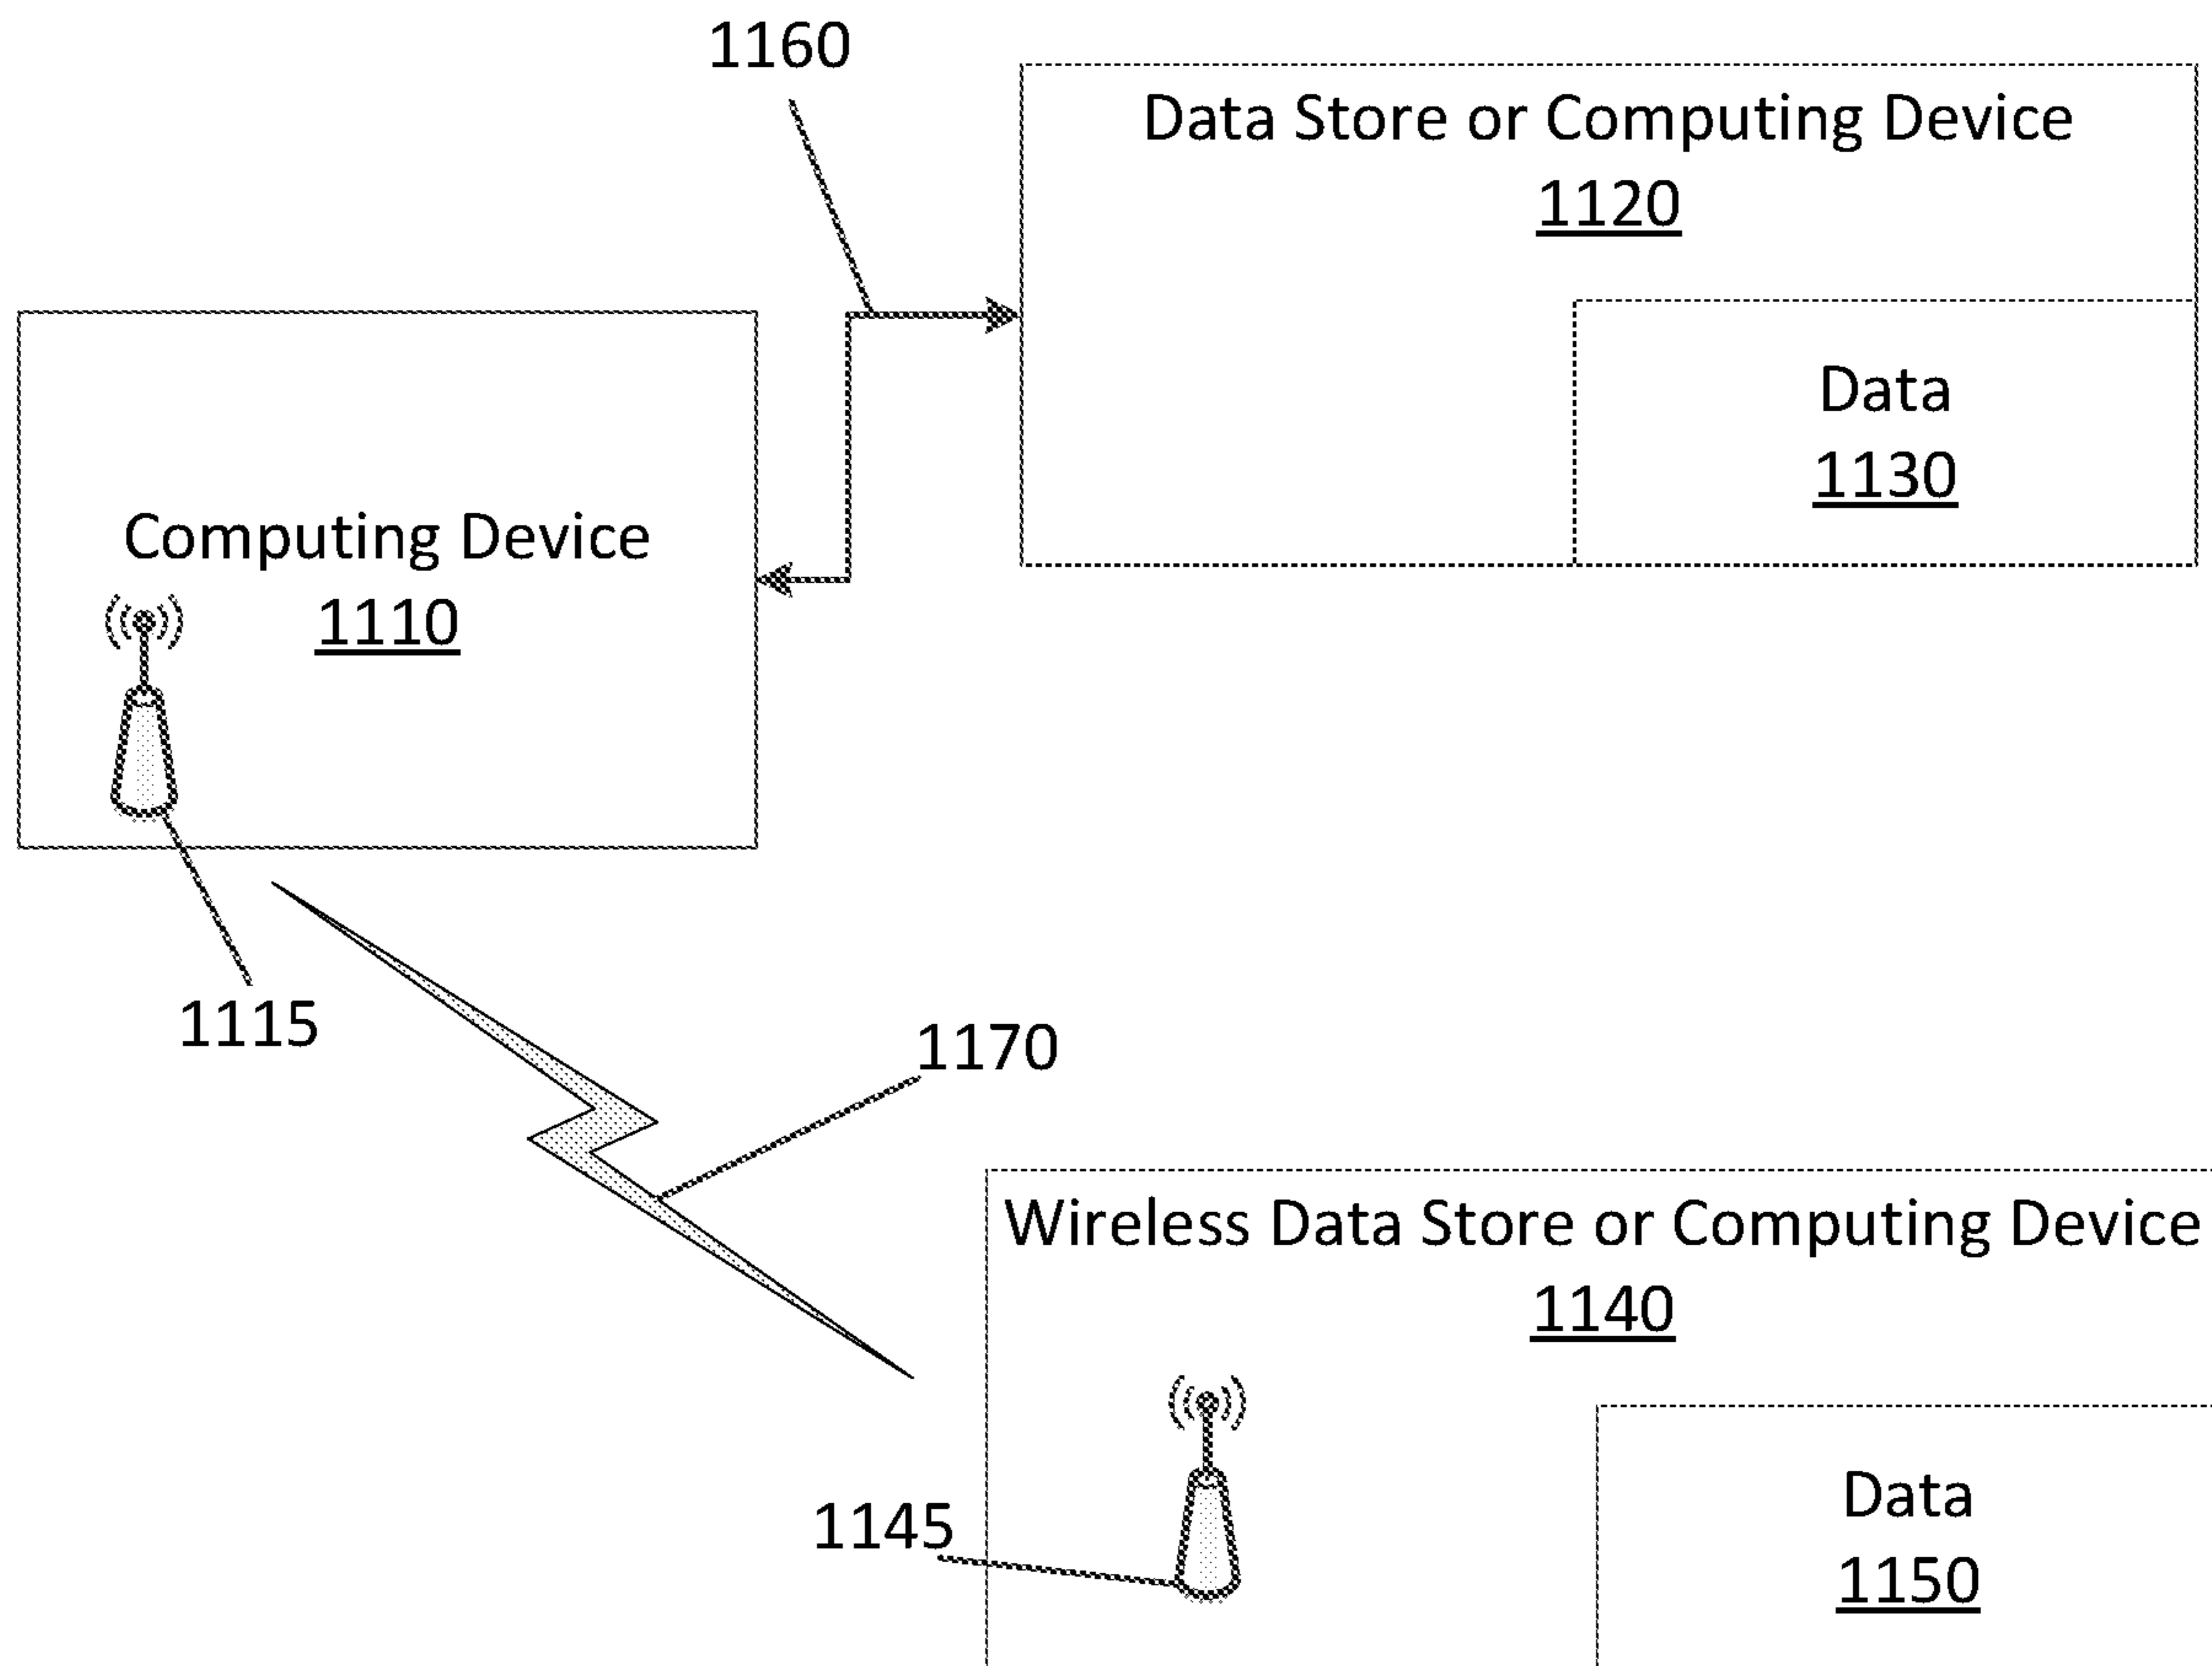 1160
Data Store or Computing Device
1120
Data
1130
Computing Device
1110
1115
1170
Wireless Data Store or Computing Device
1140
1145
Data
1150